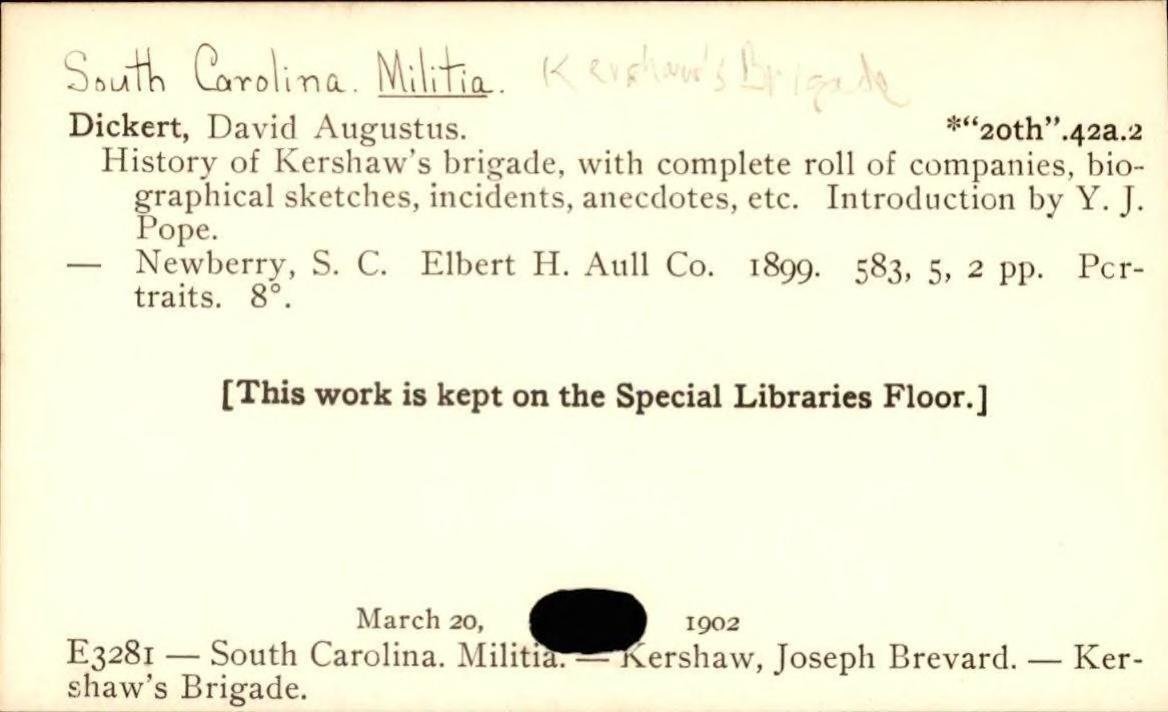 South Carolina. Militia. Kershaw's Brigade
Dickert, David Augustus. *“20th”.42a.2
History of Kershaw's brigade, with complete roll of companies, bio-
graphical sketches, incidents, anecdotes, etc. Introduction by Y. J.
Pope.
— Newberry, S. C. Elbert H. Aull Co. 1899. 583, 5, 2 pp. Por-
traits. 8°.
[This work is kept on the Special Libraries Floor.]
March 20, 1902
E3281 — South Carolina. Militia. — Kershaw, Joseph Brevard. — Ker-
shaw's Brigade.